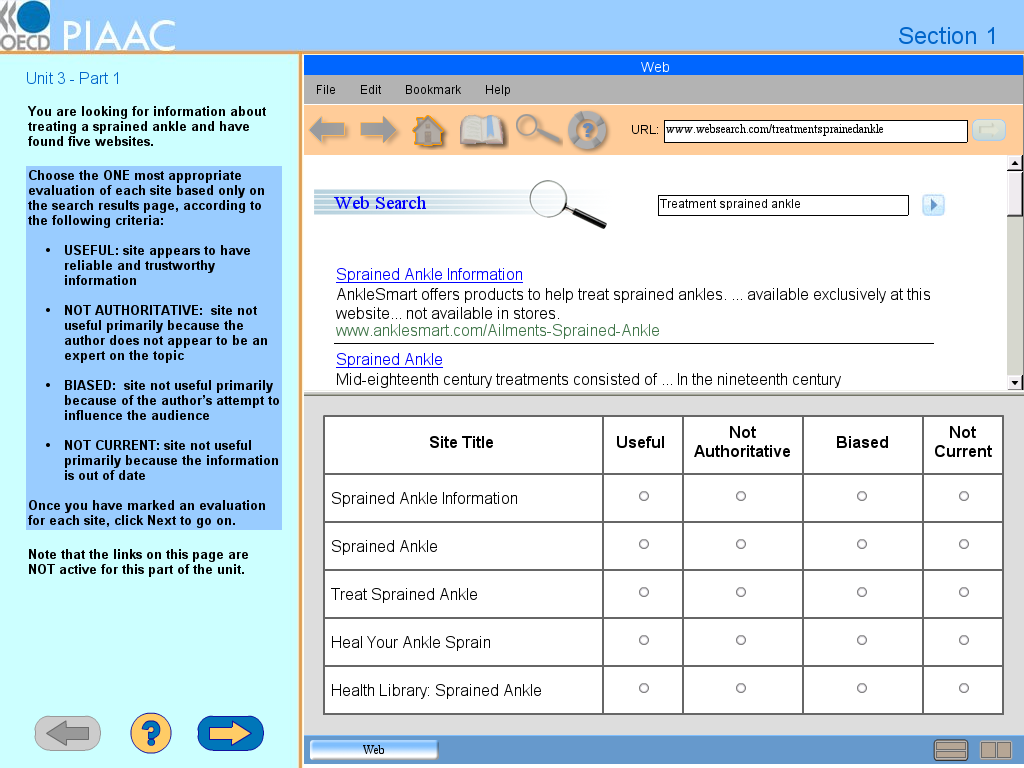 OECD
PIAAC
Section 1
Unit 3 - Part 1
You are looking for information about
treating a sprained ankle and have
found five websites.
Choose the ONE most appropriate
evaluation of each site based only on
the search results page, according to
the following criteria:
• USEFUL: site appears to have
reliable and trustworthy
information
• NOT AUTHORITATIVE: site not
useful primarily because the
author does not appear to be an
expert on the topic
• BIASED: site not useful primarily
because of the author's attempt to
influence the audience
• NOT CURRENT: site not useful
primarily because the information
is out of date
Once you have marked an evaluation
for each site, click Next to go on.
Note that the links on this page are
NOT active for this part of the unit.
?
Web
File Edit Bookmark Help
?
URL: www.websearch.com/treatmentsprainedankle
Web Search
Treatment sprained ankle
Sprained Ankle Information
AnkleSmart offers products to help treat sprained ankles. ... available exclusively at this
website... not available in stores.
www.anklesmart.com/Ailments-Sprained-Ankle
Sprained Ankle
Mid-eighteenth century treatments consisted of ... In the nineteenth century
Site Title Useful Not Authoritative Biased Not Current
Sprained Ankle Information
Sprained Ankle
Treat Sprained Ankle
Heal Your Ankle Sprain
Health Library: Sprained Ankle
Web